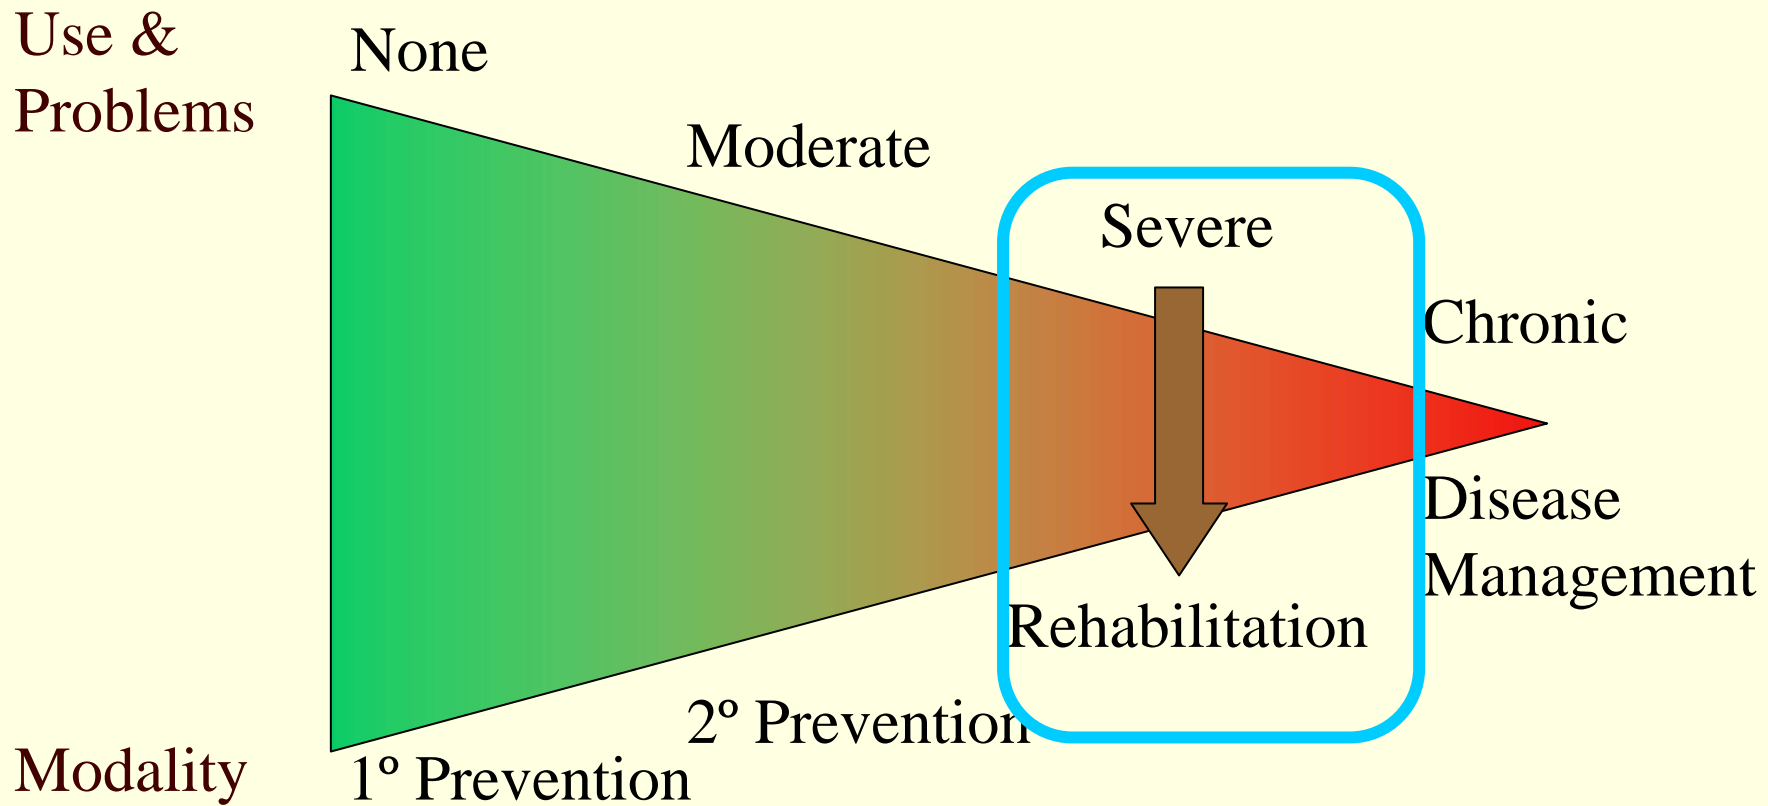 Use &
Problems
None
Moderate
Severe
Chronic
Disease
Management
Rehabilitation
2º Prevention
Modality
1º Prevention